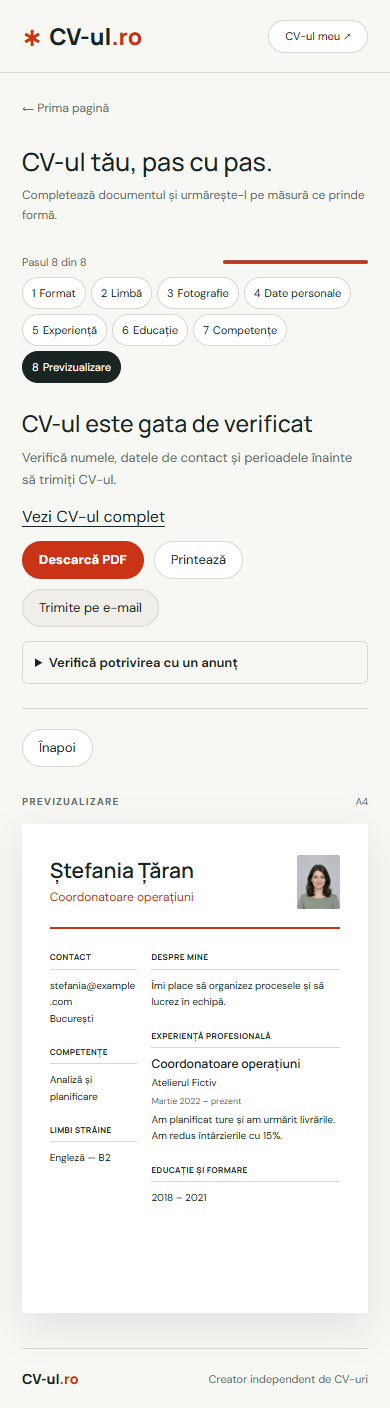 CV-ul.ro
CV-ul meu ↗
← Prima pagină
CV-ul tău, pas cu pas.
Completează documentul și urmărește-l pe măsură ce prinde
formă.
Pasul 8 din 8
1 Format
2 Limbă
3 Fotografie
4 Date personale
5 Experiență
6 Educație
7 Competențe
8 Previzualizare
CV-ul este gata de verificat
Verifică numele, datele de contact și perioadele înainte
să trimiți CV-ul.
Vezi CV-ul complet
Descarcă PDF
Printează
Trimite pe e-mail
Verifică potrivirea cu un anunț
Înapoi
PREVIZUALIZARE
A4
Ștefania Țăran
Coordonatoare operațiuni
CONTACT
stefania@example
.com
București
COMPETENȚE
Analiză și
planificare
LIMBI STRĂINE
Engleză — B2
DESPRE MINE
Îmi place să organizez procesele și să
lucrez în echipă.
EXPERIENȚĂ PROFESIONALĂ
Coordonatoare operațiuni
Atelierul Fictiv
Martie 2022 – prezent
Am planificat ture și am urmărit livrările.
Am redus întârzierile cu 15%.
EDUCAȚIE ȘI FORMARE
2018 – 2021
CV-ul.ro
Creator independent de CV-uri